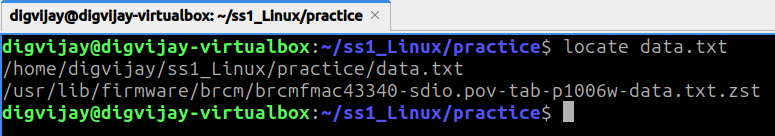 digvijay@digvijay-virtualbox: ~/ss1_Linux/practice ×
digvijay@digvijay-virtualbox:~/ss1_Linux/practice$ locate data.txt
/home/digvijay/ss1_Linux/practice/data.txt
/usr/lib/firmware/brcm/brcmfmac43340-sdio.pov-tab-p1006w-data.txt.zst
digvijay@digvijay-virtualbox:~/ss1_Linux/practice$